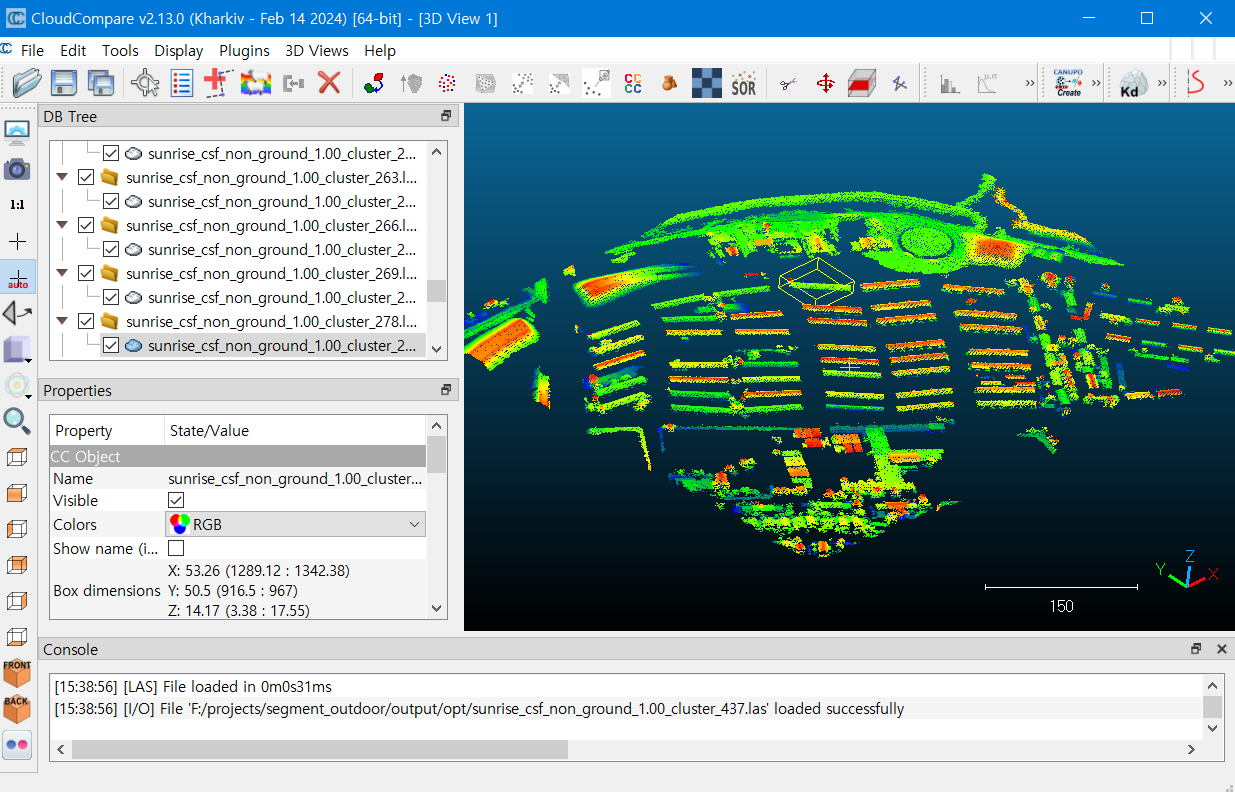 CloudCompare v2.13.0 (Kharkiv - Feb 14 2024) [64-bit] - [3D View 1]
File Edit Tools Display Plugins 3D Views Help
CC
CC
SOR
μ,σ
»
CANUPO
Create
»
Kd
»
»
1:1
auto
FRONT
BACK
DB Tree
sunrise_csf_non_ground_1.00_cluster_2...
sunrise_csf_non_ground_1.00_cluster_263.l...
sunrise_csf_non_ground_1.00_cluster_2...
sunrise_csf_non_ground_1.00_cluster_266.l...
sunrise_csf_non_ground_1.00_cluster_2...
sunrise_csf_non_ground_1.00_cluster_269.l...
sunrise_csf_non_ground_1.00_cluster_2...
sunrise_csf_non_ground_1.00_cluster_278.l...
sunrise_csf_non_ground_1.00_cluster_2...
Properties
Property State/Value
CC Object
Name sunrise_csf_non_ground_1.00_cluster...
Visible
Colors RGB
Show name (i...
Box dimensions
X: 53.26 (1289.12 : 1342.38)
Y: 50.5 (916.5 : 967)
Z: 14.17 (3.38 : 17.55)
Z
Y X
150
Console
[15:38:56] [LAS] File loaded in 0m0s31ms
[15:38:56] [I/O] File 'F:/projects/segment_outdoor/output/opt/sunrise_csf_non_ground_1.00_cluster_437.las' loaded successfully